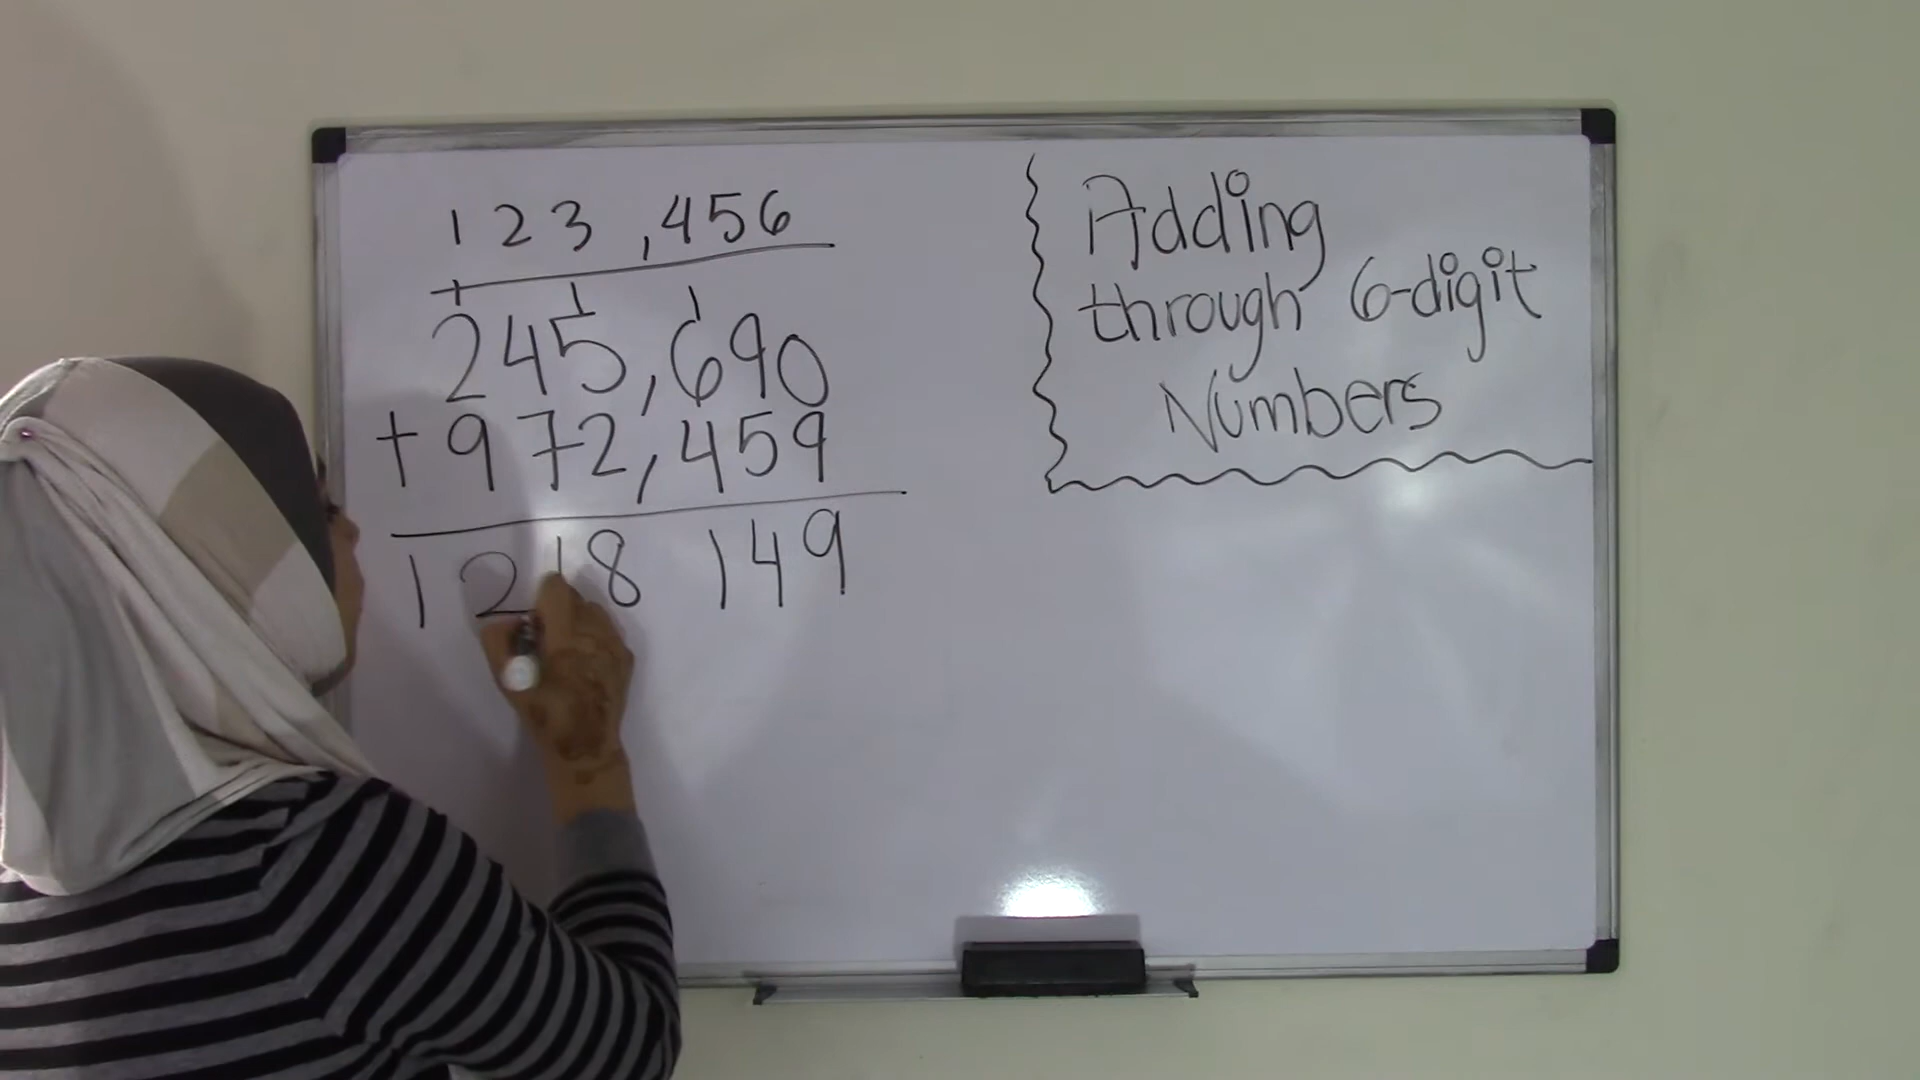 123,456
1 1 1
245,690
+972,459
1218 149
Adding
through 6-digit
Numbers